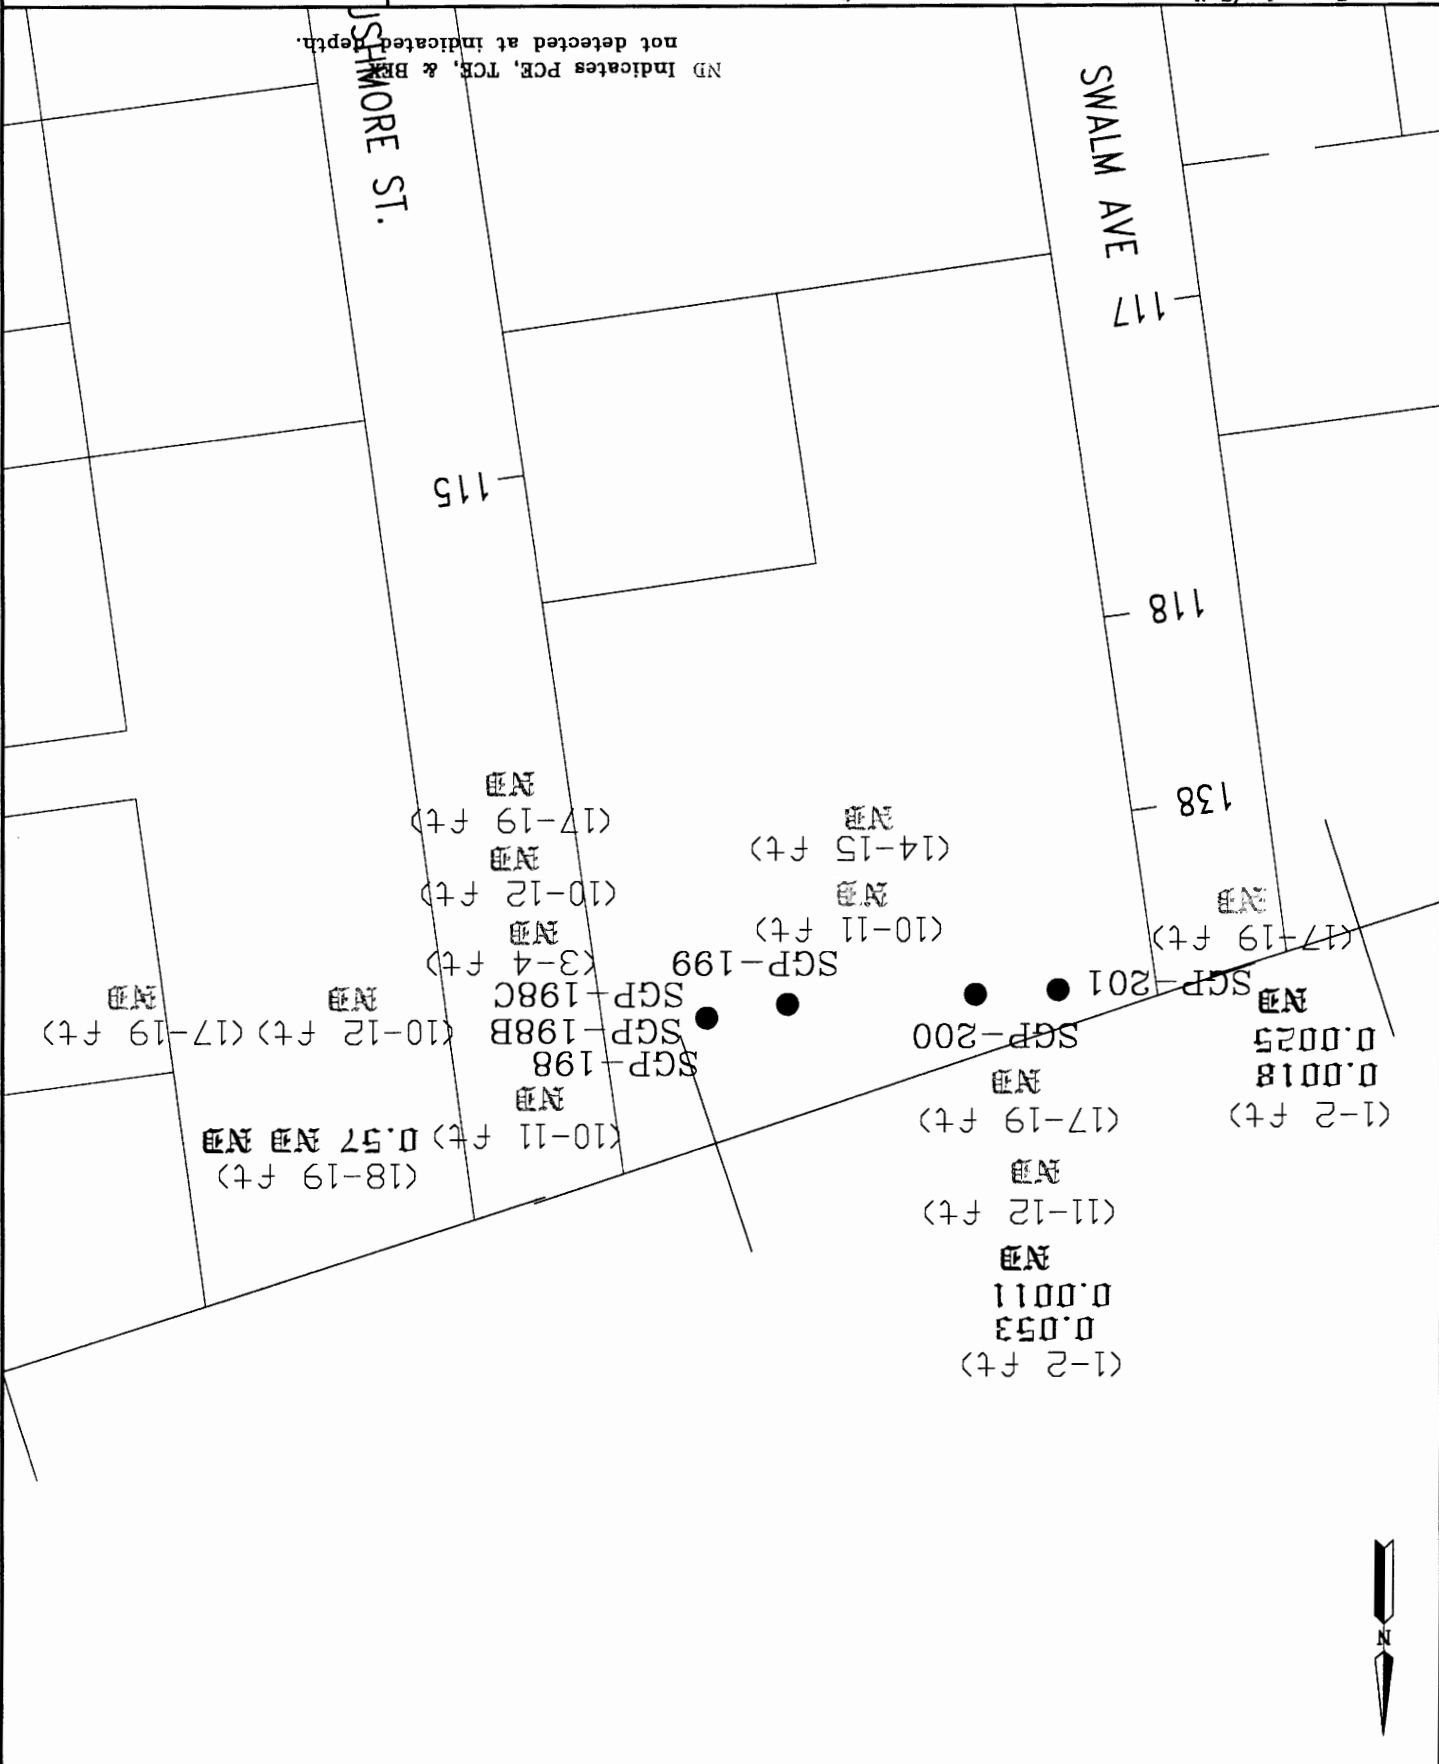 N
(1-2 ft)
0.053
0.0011
ND
(11-12 ft)
ND
(17-19 ft)
ND
SGP-200
(1-2 ft)
0.0018
0.0025
ND
SGP-201
(17-19 ft)
ND
(18-19 ft)
(10-11 ft) 0.57 ND ND
ND
SGP-198
SGP-198B (10-12 ft) (17-19 ft)
ND ND
SGP-198C
(3-4 ft)
ND
(10-12 ft)
ND
(17-19 ft)
ND
SGP-199
(10-11 ft)
ND
(14-15 ft)
ND
138
118
115
117
SWALM AVE
USHMORE ST.
ND Indicates PCE, TCE, &
not detected at indicated depth.